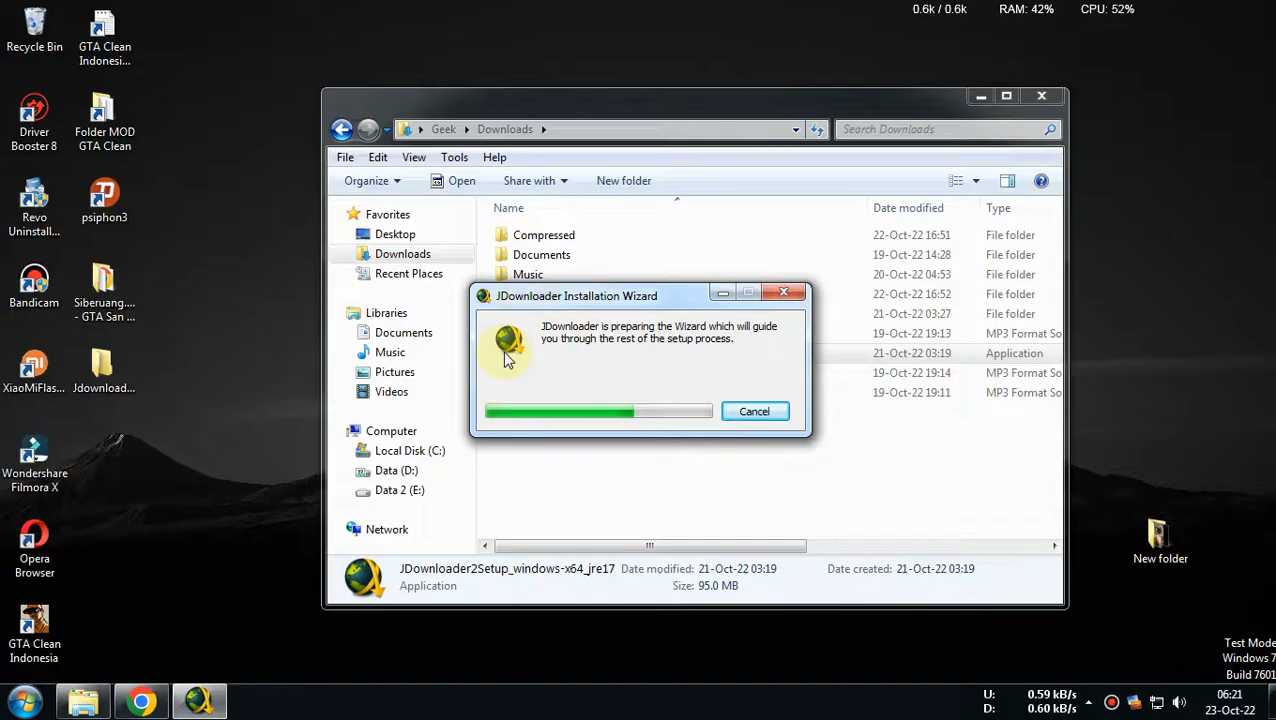 0.6k / 0.6k RAM: 42% CPU: 52%
Recycle Bin
GTA Clean
Indonesi...
Driver
Booster 8
Folder MOD
GTA Clean
Revo
Uninstall...
psiphon3
Bandicam
Siberuang....
- GTA San ...
XiaoMiFlas...
Jdownload...
Wondershare
Filmora X
Opera
Browser
GTA Clean
Indonesia
New folder
Geek Downloads Search Downloads
File Edit View Tools Help
Organize Open Share with New folder
Favorites
Desktop
Downloads
Recent Places
Libraries
Documents
Music
Pictures
Videos
Computer
Local Disk (C:)
Data (D:)
Data 2 (E:)
Network
Name Date modified Type
Compressed 22-Oct-22 16:51 File folder
Documents 19-Oct-22 14:28 File folder
Music 20-Oct-22 04:53 File folder
22-Oct-22 16:52 File folder
21-Oct-22 03:27 File folder
19-Oct-22 19:13 MP3 Format So
21-Oct-22 03:19 Application
19-Oct-22 19:14 MP3 Format So
19-Oct-22 19:11 MP3 Format So
JDownloader Installation Wizard
JDownloader is preparing the Wizard which will guide
you through the rest of the setup process.
Cancel
JDownloader2Setup_windows-x64_jre17 Date modified: 21-Oct-22 03:19 Date created: 21-Oct-22 03:19
Application Size: 95.0 MB
Test Mode
Windows 7
Build 7601
U: 0.59 kB/s
D: 0.60 kB/s
06:21
23-Oct-22